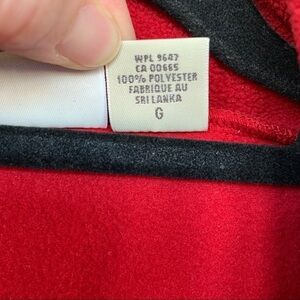 WPL 9647
CA 00665
100% POLYESTER
FABRIQUE AU
SRI LANKA
G